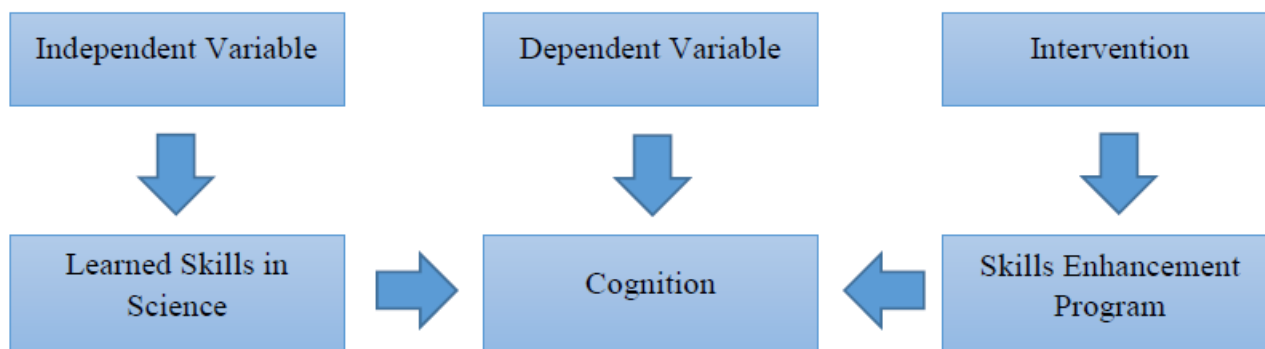 Independent Variable
Dependent Variable
Intervention
Learned Skills in
Science
Cognition
Skills Enhancement
Program